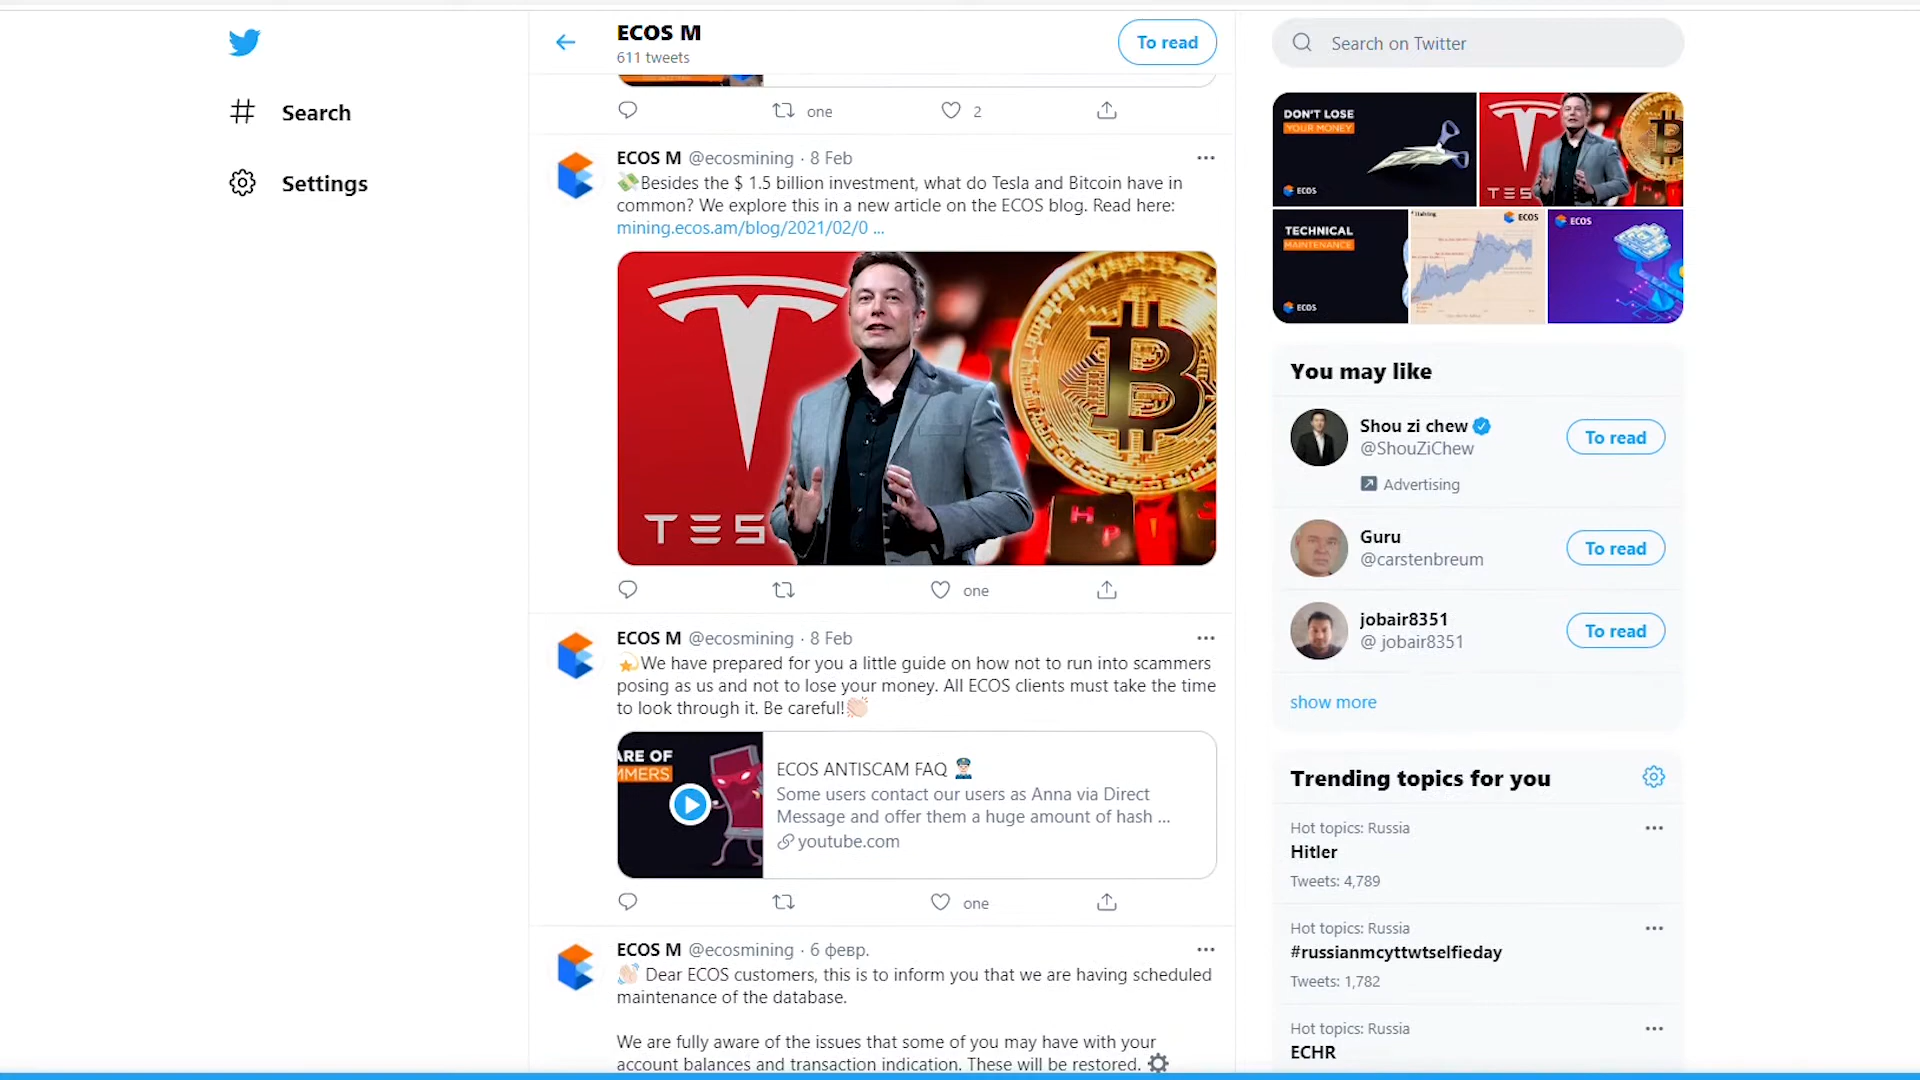 ECOS M
611 tweets
To read
Search on Twitter
Search
Settings
one
2
ECOS M @ecosmining · 8 Feb
Besides the $ 1.5 billion investment, what do Tesla and Bitcoin have in
common? We explore this in a new article on the ECOS blog. Read here:
mining.ecos.am/blog/2021/02/0 ...
TES
H
P
one
ECOS M @ecosmining · 8 Feb
We have prepared for you a little guide on how not to run into scammers
posing as us and not to lose your money. All ECOS clients must take the time
to look through it. Be careful!
ARE OF
MMERS
ECOS ANTISCAM FAQ
Some users contact our users as Anna via Direct
Message and offer them a huge amount of hash ...
youtube.com
one
ECOS M @ecosmining · 6 февр.
Dear ECOS customers, this is to inform you that we are having scheduled
maintenance of the database.
We are fully aware of the issues that some of you may have with your
account balances and transaction indication. These will be restored.
DON'T LOSE
YOUR MONEY
ECOS
TES
TECHNICAL
MAINTENANCE
ECOS
Halving
ECOS
ECOS
You may like
Shou zi chew
@ShouZiChew
Advertising
To read
Guru
@carstenbreum
To read
jobair8351
@ jobair8351
To read
show more
Trending topics for you
Hot topics: Russia
Hitler
Tweets: 4,789
Hot topics: Russia
#russianmcyttwtselfieday
Tweets: 1,782
Hot topics: Russia
ECHR